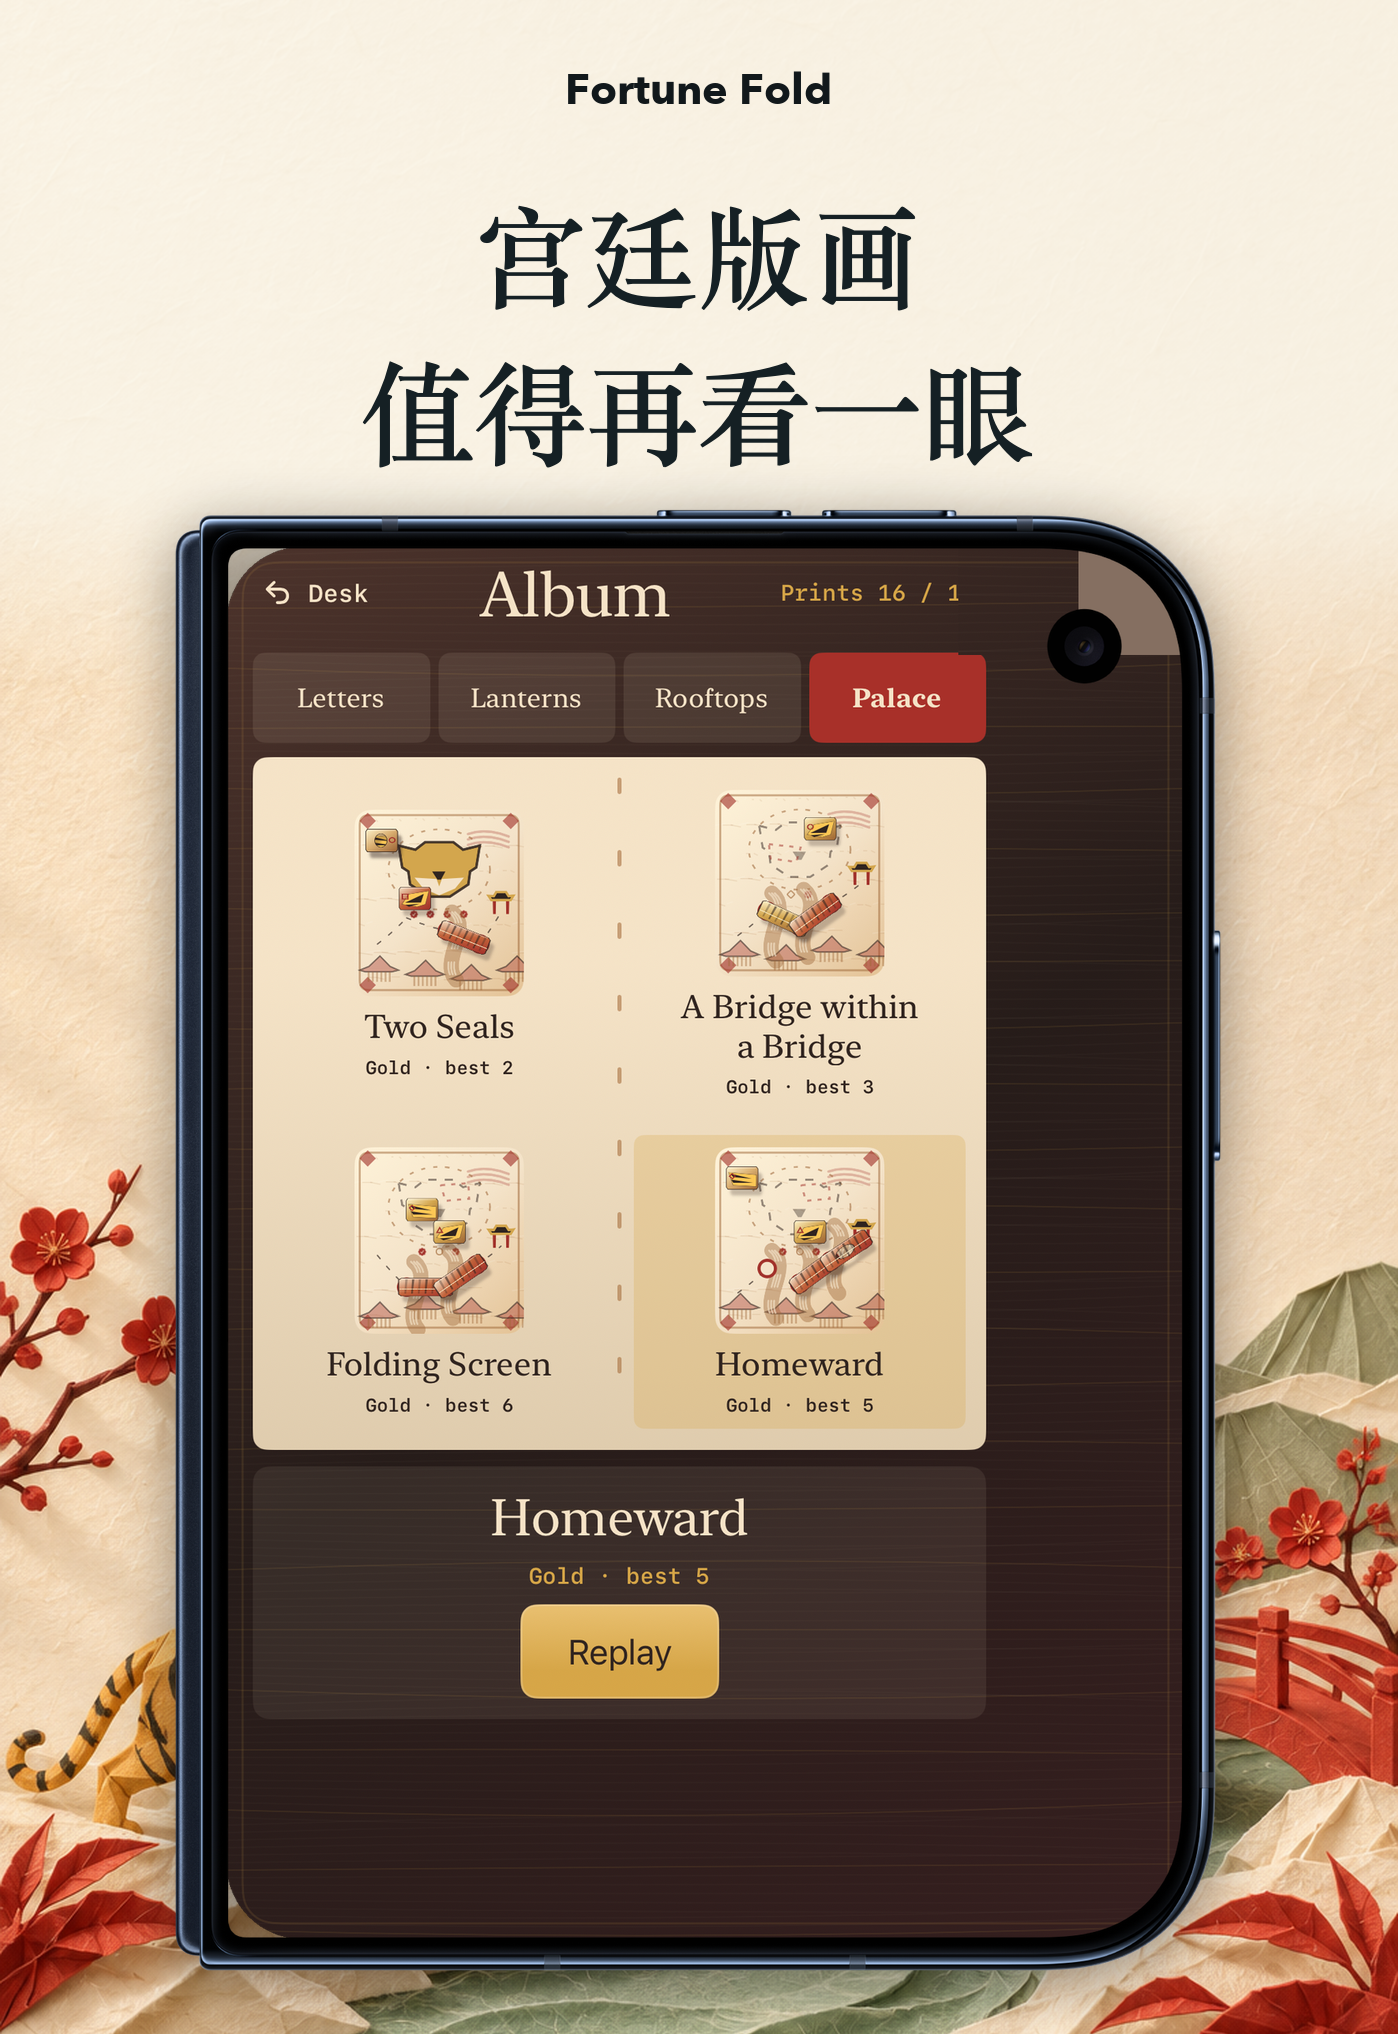 Fortune Fold
宫廷版画
值得再看一眼
Desk
Album
Prints 16 / 1
Letters
Lanterns
Rooftops
Palace
Two Seals
Gold · best 2
A Bridge within
a Bridge
Gold · best 3
Folding Screen
Gold · best 6
Homeward
Gold · best 5
Homeward
Gold · best 5
Replay